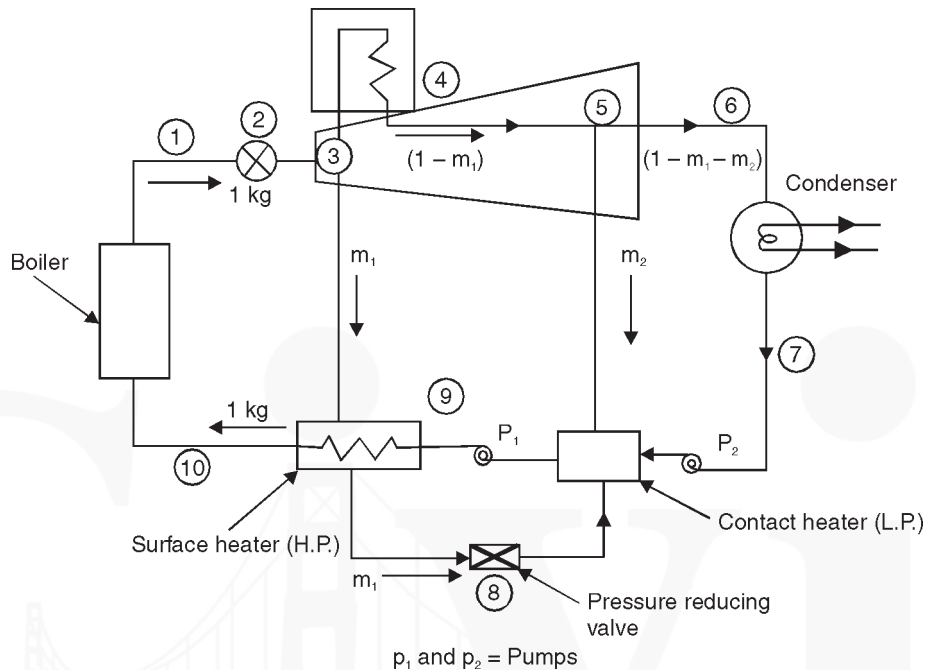 4
2
5
6
1
3
(1 – m₁)
(1 – m₁ – m₂)
1 kg
Condenser
Boiler
m₁
m₂
7
1 kg
9
P₁
P₂
10
Surface heater (H.P.)
Contact heater (L.P.)
m₁
8
Pressure reducing
valve
p₁ and p₂ = Pumps